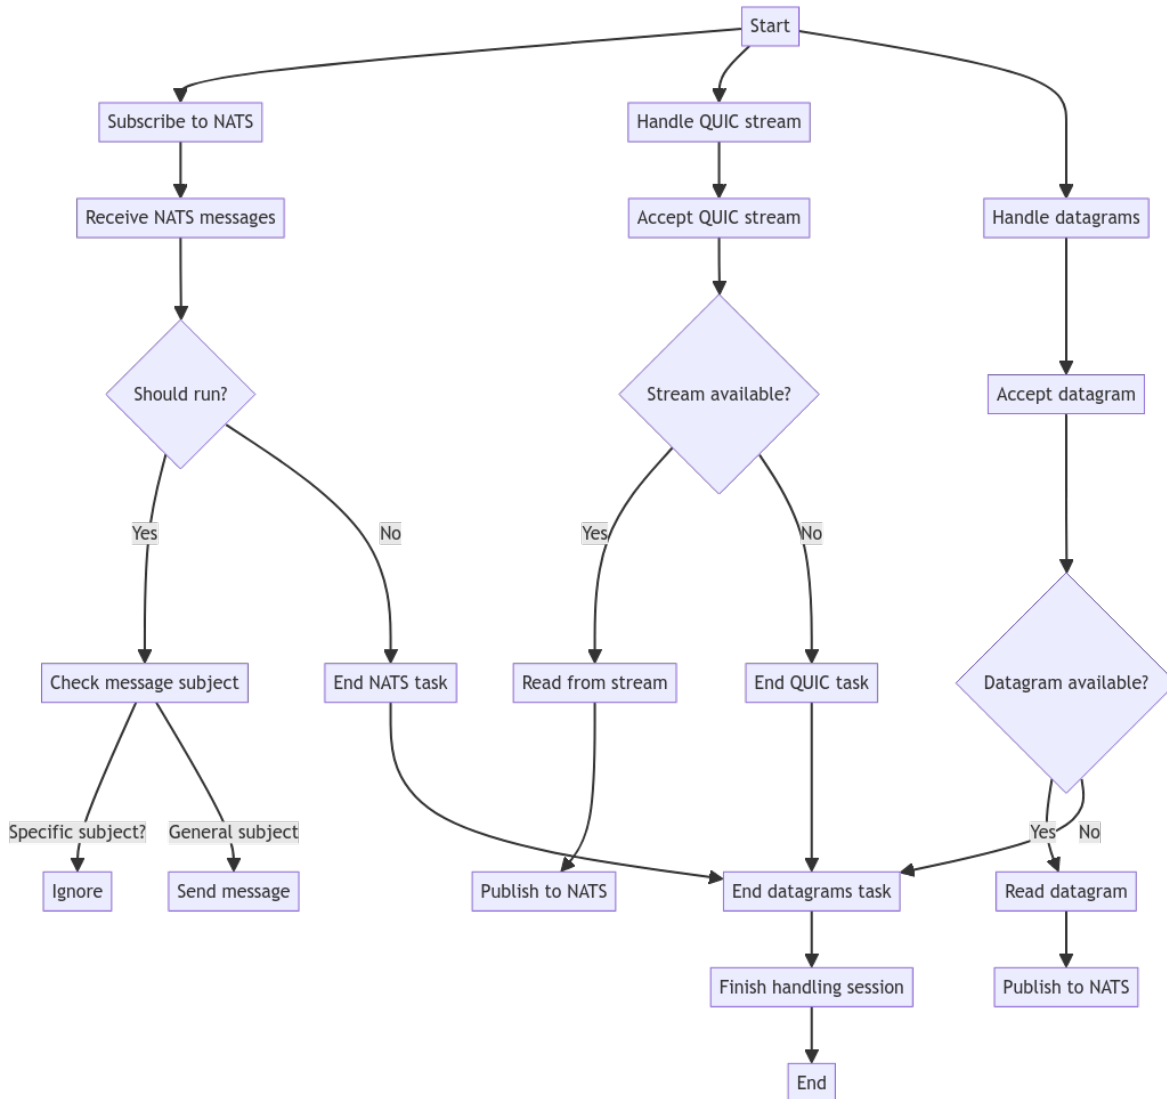 Start
Subscribe to NATS
Handle QUIC stream
Receive NATS messages
Accept QUIC stream
Handle datagrams
Should run?
Stream available?
Accept datagram
Yes
No
Yes
No
Check message subject
End NATS task
Read from stream
End QUIC task
Datagram available?
Specific subject?
General subject
Yes
No
Ignore
Send message
Publish to NATS
End datagrams task
Read datagram
Finish handling session
Publish to NATS
End